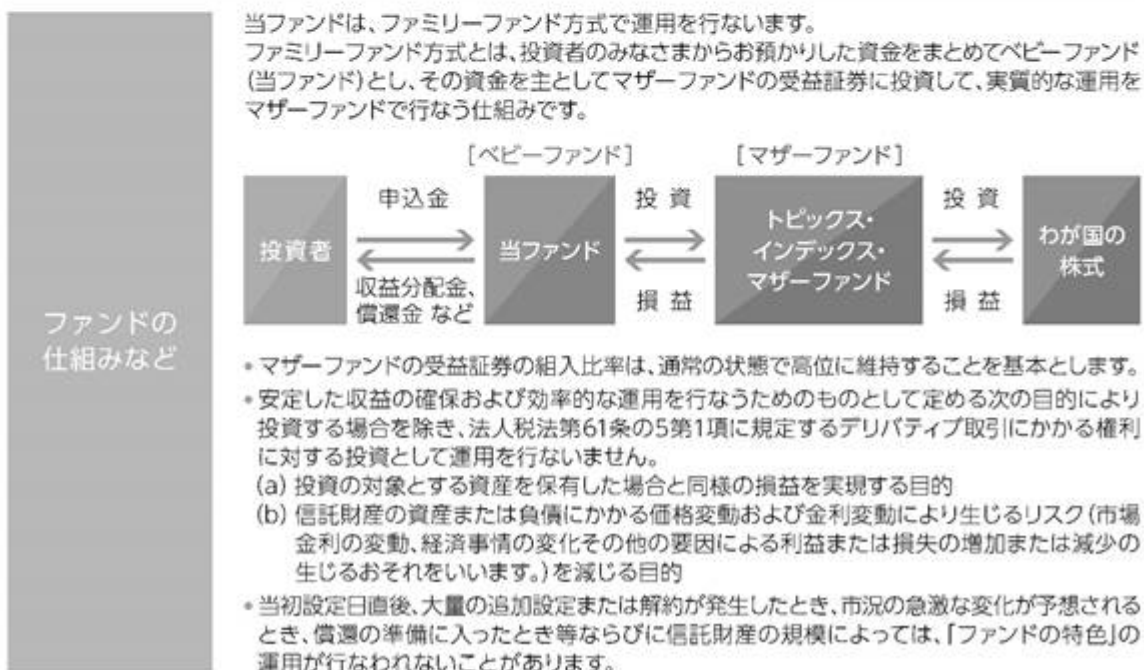 当ファンドは、ファミリーファンド方式で運用を行ないます。
ファミリーファンド方式とは、投資者のみなさまからお預かりした資金をまとめてベビーファンド
(当ファンド)とし、その資金を主としてマザーファンドの受益証券に投資して、実質的な運用を
マザーファンドで行なう仕組みです。
[ベビーファンド]
[マザーファンド]
投資者
申込金
収益分配金、
償還金 など
当ファンド
投 資
損 益
トピックス・
インデックス・
マザーファンド
投 資
損 益
わが国の
株式
ファンドの
仕組みなど
• マザーファンドの受益証券の組入比率は、通常の状態で高位に維持することを基本とします。
• 安定した収益の確保および効率的な運用を行なうためのものとして定める次の目的により
投資する場合を除き、法人税法第61条の5第1項に規定するデリバティブ取引にかかる権利
に対する投資として運用を行ないません。
(a) 投資の対象とする資産を保有した場合と同様の損益を実現する目的
(b) 信託財産の資産または負債にかかる価格変動および金利変動により生じるリスク(市場
金利の変動、経済事情の変化その他の要因による利益または損失の増加または減少の
生じるおそれをいいます。)を減じる目的
• 当初設定日直後、大量の追加設定または解約が発生したとき、市況の急激な変化が予想される
とき、償還の準備に入ったとき等ならびに信託財産の規模によっては、「ファンドの特色」の
運用が行なわれないことがあります。